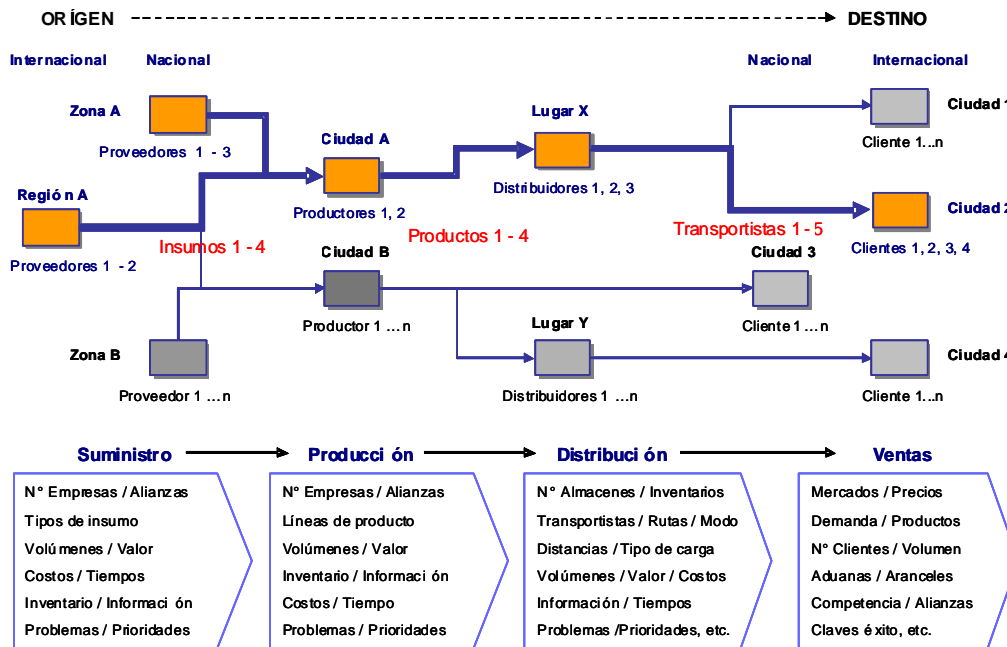 ORÍGEN
DESTINO
Internacional
Nacional
Nacional
Internacional
Zona A
Proveedores 1 - 3
Ciudad A
Productores 1, 2
Lugar X
Distribuidores 1, 2, 3
Ciudad 1
Cliente 1...n
Región A
Proveedores 1 - 2
Insumos 1 - 4
Productos 1 - 4
Transportistas 1 - 5
Ciudad 2
Clientes 1, 2, 3, 4
Ciudad B
Productor 1 ...n
Ciudad 3
Cliente 1 ...n
Zona B
Proveedor 1 ...n
Lugar Y
Distribuidores 1 ...n
Ciudad 4
Cliente 1...n
Suministro
Producción
Distribución
Ventas
N° Empresas / Alianzas
Tipos de insumo
Volúmenes / Valor
Costos / Tiempos
Inventario / Información
Problemas / Prioridades
N° Empresas / Alianzas
Líneas de producto
Volúmenes / Valor
Inventario / Información
Costos / Tiempo
Problemas / Prioridades
N° Almacenes / Inventarios
Transportistas / Rutas / Modo
Distancias / Tipo de carga
Volúmenes / Valor / Costos
Información / Tiempos
Problemas /Prioridades, etc.
Mercados / Precios
Demanda / Productos
N° Clientes / Volumen
Aduanas / Aranceles
Competencia / Alianzas
Claves éxito, etc.